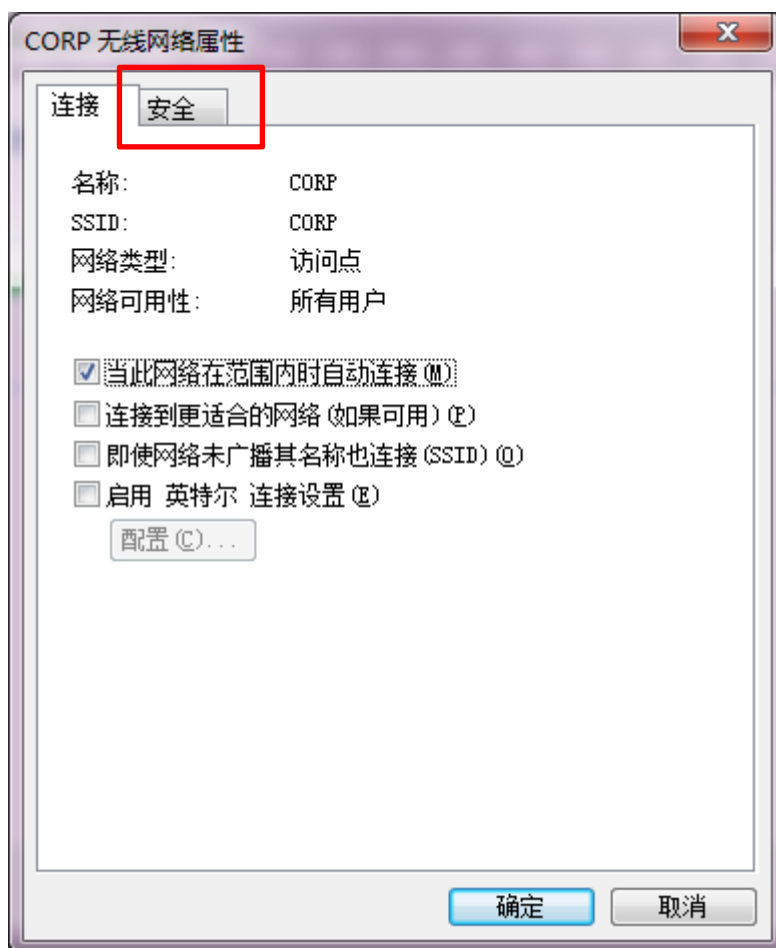 CORP 无线网络属性
连接 安全
名称: CORP
SSID: CORP
网络类型: 访问点
网络可用性: 所有用户
当此网络在范围内时自动连接(M)
连接到更适合的网络(如果可用)(P)
即使网络未广播其名称也连接(SSID)(O)
启用 英特尔 连接设置(E)
配置(C)...
确定 取消